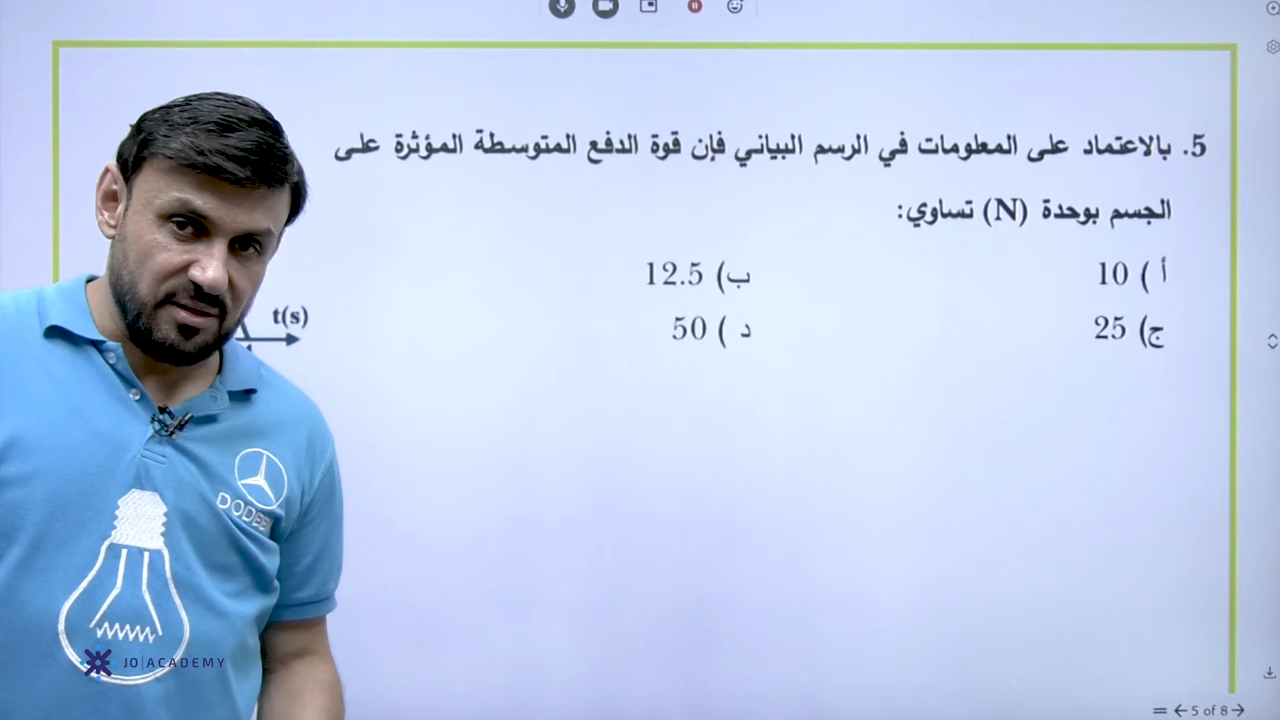 5. بالاعتماد على المعلومات في الرسم البياني فإن قوة الدفع المتوسطة المؤثرة على
الجسم بوحدة (N) تساوي:
أ ) 10
ب) 12.5
ج) 25
د ) 50
t(s)
JO ACADEMY
5 of 8